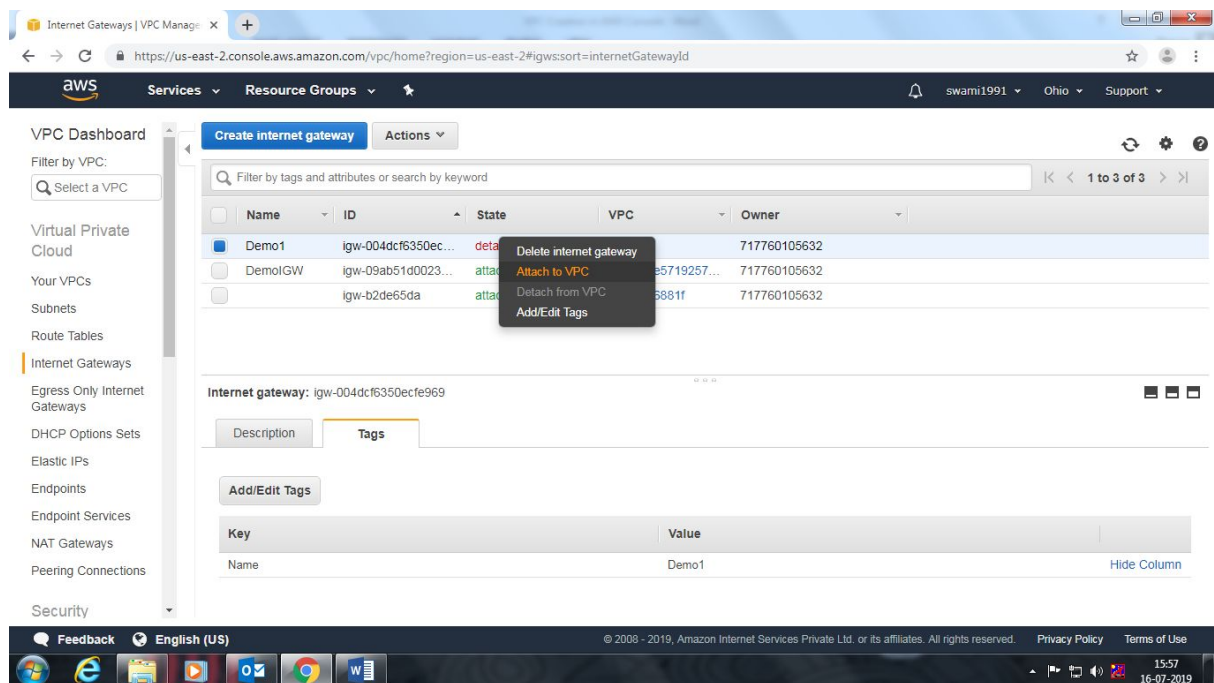 Internet Gateways | VPC Manage
https://us-east-2.console.aws.amazon.com/vpc/home?region=us-east-2#igws:sort=internetGatewayId
aws Services Resource Groups swami1991 Ohio Support
VPC Dashboard
Filter by VPC:
Select a VPC
Virtual Private
Cloud
Your VPCs
Subnets
Route Tables
Internet Gateways
Egress Only Internet
Gateways
DHCP Options Sets
Elastic IPs
Endpoints
Endpoint Services
NAT Gateways
Peering Connections
Security
Create internet gateway Actions
Filter by tags and attributes or search by keyword 1 to 3 of 3
Name ID State VPC Owner
Demo1 igw-004dcf6350ec... deta 717760105632
DemoIGW igw-09ab51d0023... attac e5719257... 717760105632
igw-b2de65da attac 6881f 717760105632
Delete internet gateway
Attach to VPC
Detach from VPC
Add/Edit Tags
Internet gateway: igw-004dcf6350ecfe969
Description Tags
Add/Edit Tags
Key Value
Name Demo1 Hide Column
Feedback English (US) © 2008 - 2019, Amazon Internet Services Private Ltd. or its affiliates. All rights reserved. Privacy Policy Terms of Use
15:57
16-07-2019